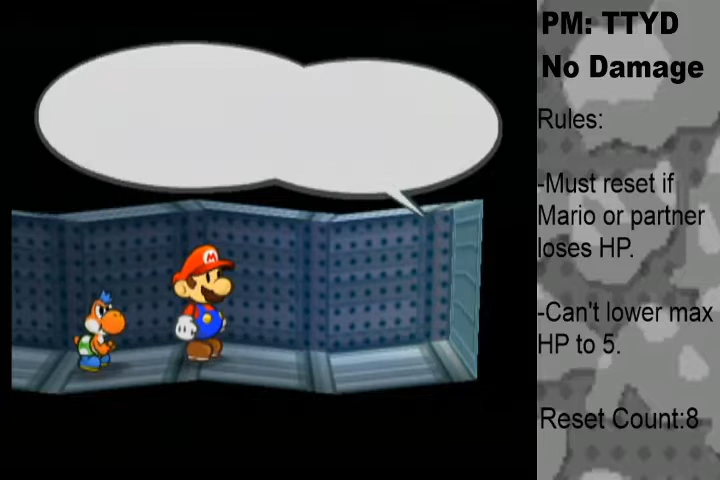 PM: TTYD
No Damage
Rules:
-Must reset if
Mario or partner
loses HP.
-Can't lower max
HP to 5.
Reset Count:8
M